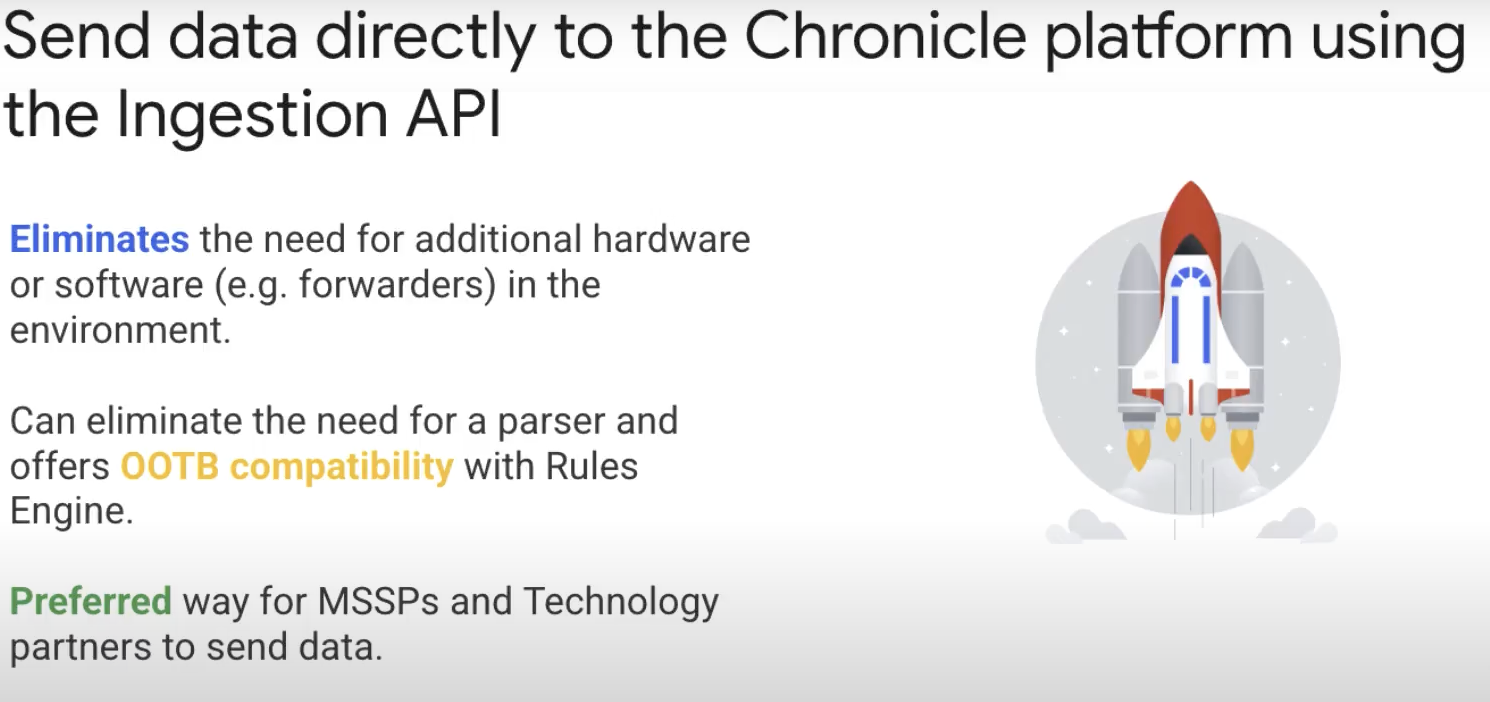 Send data directly to the Chronicle platform using
the Ingestion API
Eliminates the need for additional hardware
or software (e.g. forwarders) in the
environment.
Can eliminate the need for a parser and
offers OOTB compatibility with Rules
Engine.
Preferred way for MSSPs and Technology
partners to send data.